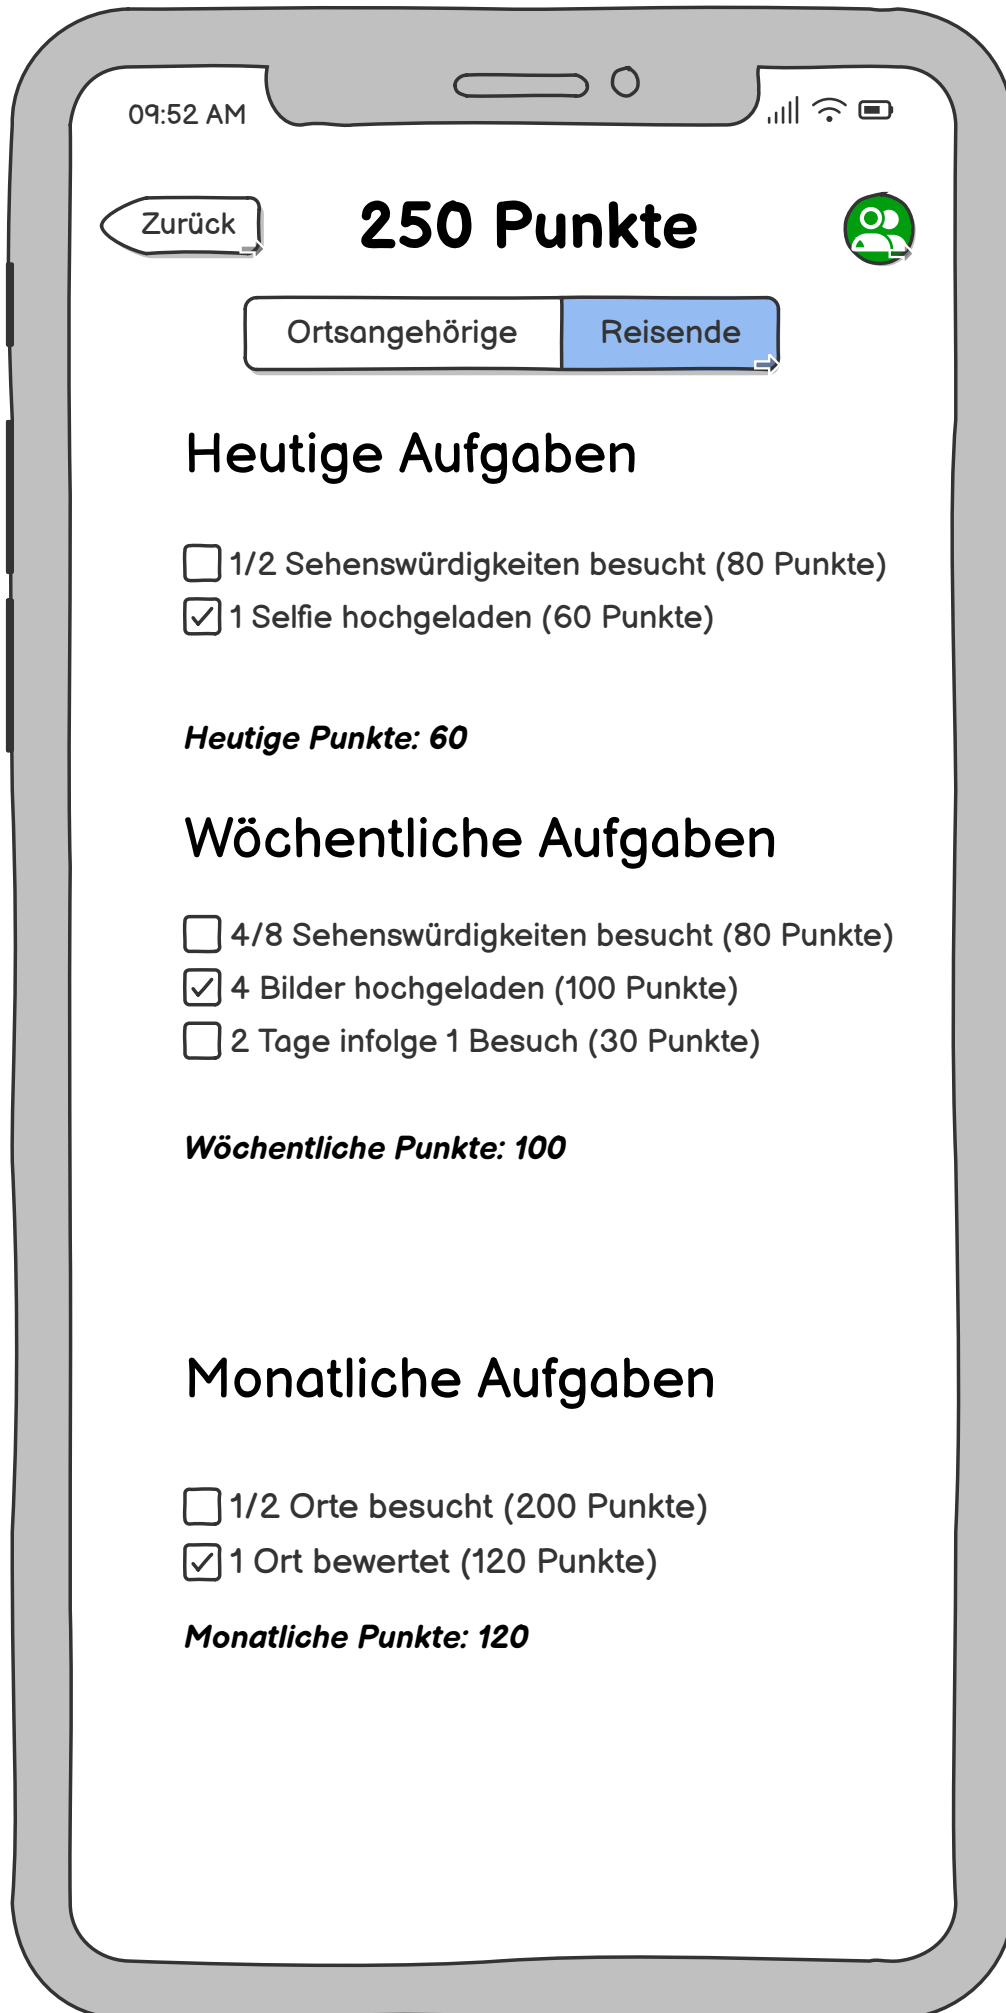 09:52 AM
Zurück
250 Punkte
Ortsangehörige
Reisende
Heutige Aufgaben
1/2 Sehenswürdigkeiten besucht (80 Punkte)
1 Selfie hochgeladen (60 Punkte)
Heutige Punkte: 60
Wöchentliche Aufgaben
4/8 Sehenswürdigkeiten besucht (80 Punkte)
4 Bilder hochgeladen (100 Punkte)
2 Tage infolge 1 Besuch (30 Punkte)
Wöchentliche Punkte: 100
Monatliche Aufgaben
1/2 Orte besucht (200 Punkte)
1 Ort bewertet (120 Punkte)
Monatliche Punkte: 120